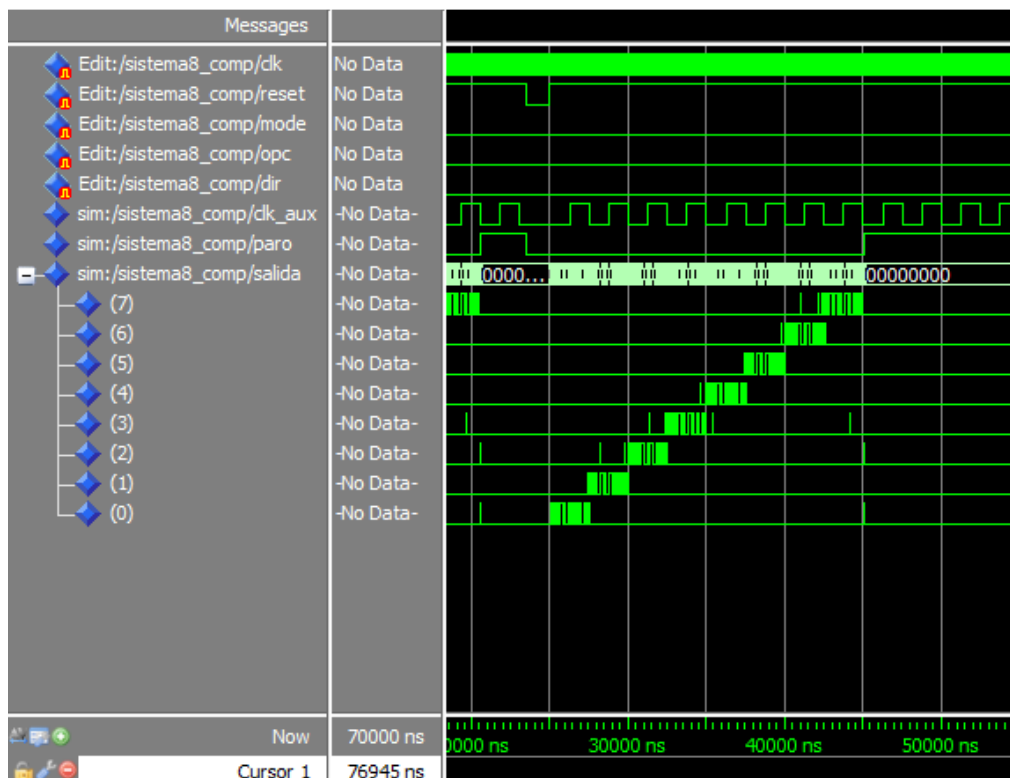 Messages
Edit:/sistema8_comp/clk No Data
Edit:/sistema8_comp/reset No Data
Edit:/sistema8_comp/mode No Data
Edit:/sistema8_comp/opc No Data
Edit:/sistema8_comp/dir No Data
sim:/sistema8_comp/clk_aux -No Data-
sim:/sistema8_comp/paro -No Data-
sim:/sistema8_comp/salida -No Data- 0000... 00000000
(7) -No Data-
(6) -No Data-
(5) -No Data-
(4) -No Data-
(3) -No Data-
(2) -No Data-
(1) -No Data-
(0) -No Data-
Now 70000 ns 0000 ns 30000 ns 40000 ns 50000 ns
Cursor 1 76945 ns